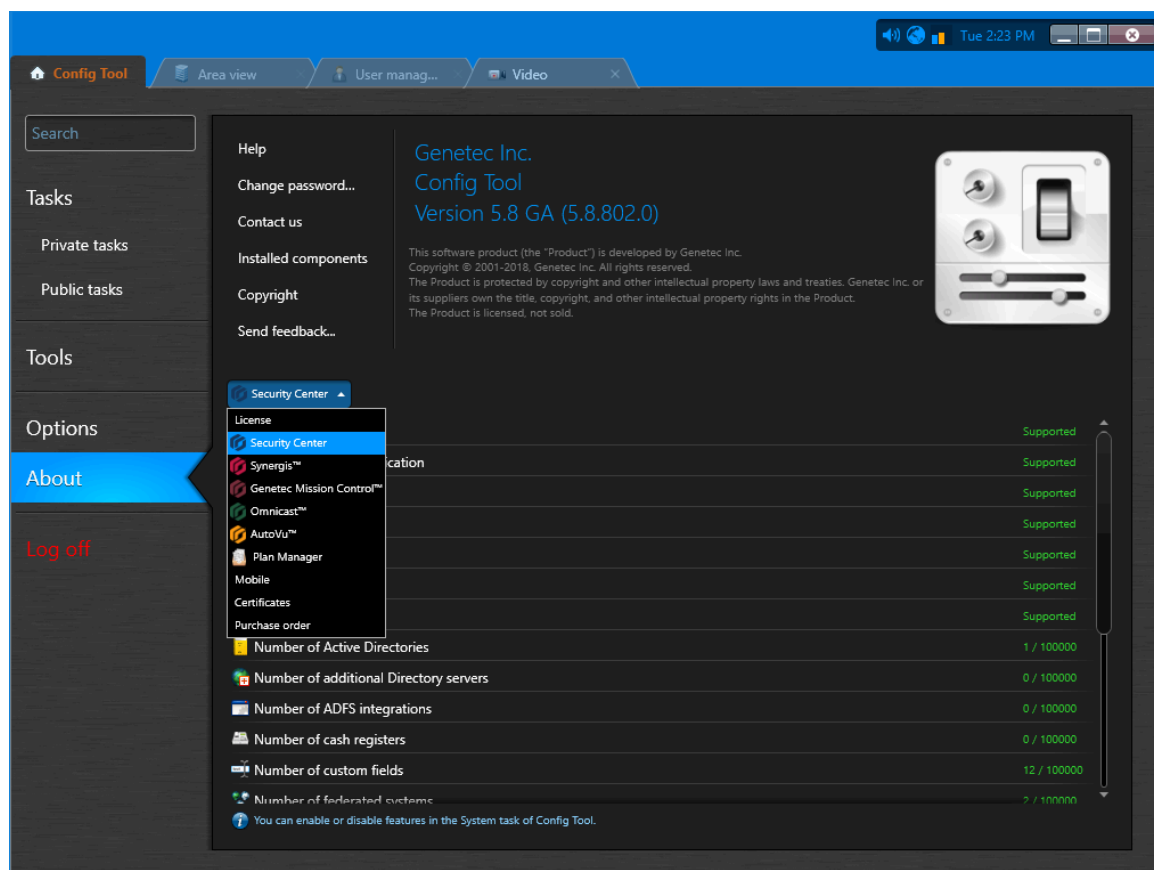 Tue 2:23 PM
Config Tool
Area view
User manag...
Video
Search
Tasks
Private tasks
Public tasks
Tools
Options
About
Log off
Help
Change password...
Contact us
Installed components
Copyright
Send feedback...
Genetec Inc.
Config Tool
Version 5.8 GA (5.8.802.0)
This software product (the "Product") is developed by Genetec Inc.
Copyright © 2001-2018, Genetec Inc. All rights reserved.
The Product is protected by copyright and other intellectual property laws and treaties. Genetec Inc. or
its suppliers own the title, copyright, and other intellectual property rights in the Product.
The Product is licensed, not sold.
Security Center
License
Security Center
Synergis™
Genetec Mission Control™
Omnicast™
AutoVu™
Plan Manager
Mobile
Certificates
Purchase order
Supported
cation Supported
Supported
Supported
Supported
Supported
Supported
Number of Active Directories 1 / 100000
Number of additional Directory servers 0 / 100000
Number of ADFS integrations 0 / 100000
Number of cash registers 0 / 100000
Number of custom fields 12 / 100000
Number of federated systems 2 / 100000
You can enable or disable features in the System task of Config Tool.